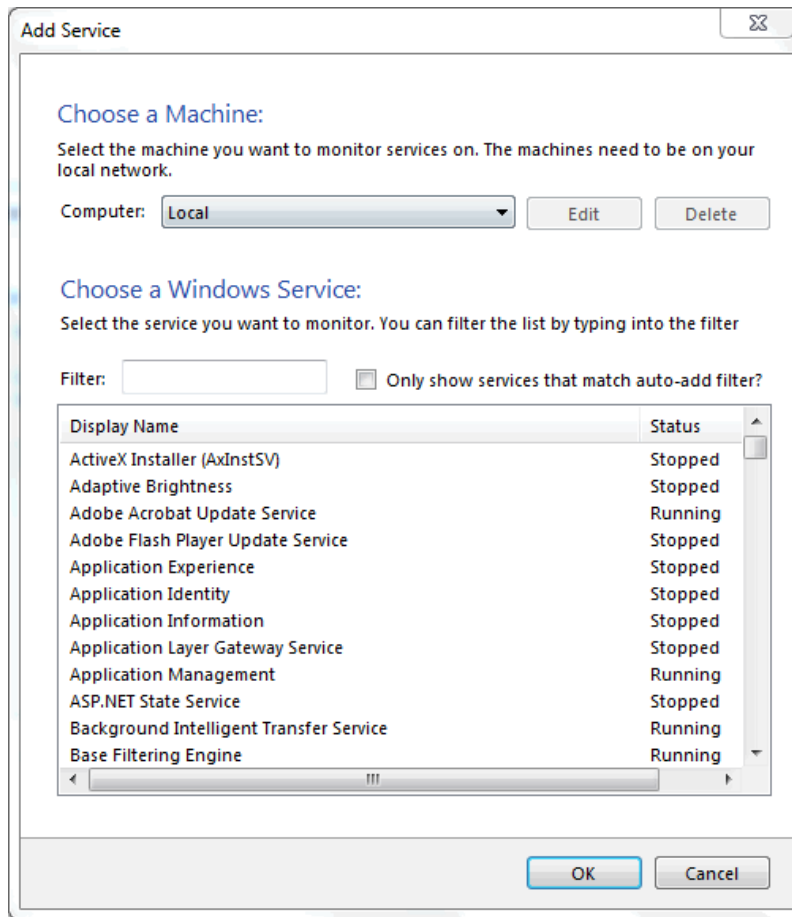 Add Service
Choose a Machine:
Select the machine you want to monitor services on. The machines need to be on your
local network.
Computer: Local Edit Delete
Choose a Windows Service:
Select the service you want to monitor. You can filter the list by typing into the filter
Filter: Only show services that match auto-add filter?
Display Name Status
ActiveX Installer (AxInstSV) Stopped
Adaptive Brightness Stopped
Adobe Acrobat Update Service Running
Adobe Flash Player Update Service Stopped
Application Experience Stopped
Application Identity Stopped
Application Information Stopped
Application Layer Gateway Service Stopped
Application Management Running
ASP.NET State Service Stopped
Background Intelligent Transfer Service Running
Base Filtering Engine Running
OK Cancel